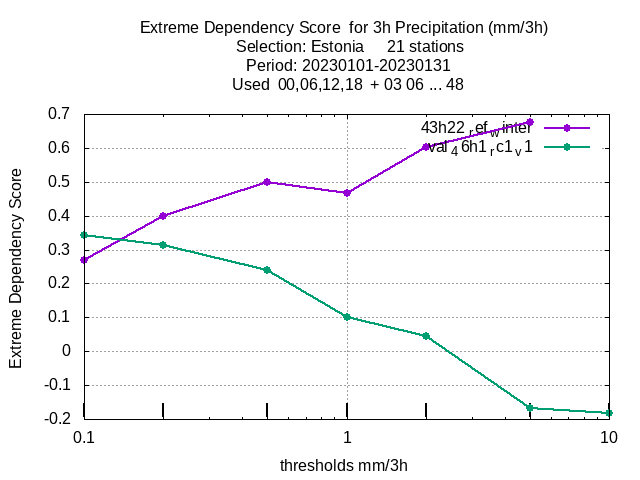 Extreme Dependency Score  for 3h Precipitation (mm/3h)
Selection: Estonia     21 stations
Period: 20230101-20230131
Used  00,06,12,18  + 03 06 ... 48
43h22_ref_winter
val_46h1_rc1_v1
0.7
0.6
0.5
0.4
0.3
0.2
0.1
0
-0.1
-0.2
Extreme Dependency Score
0.1
1
10
thresholds mm/3h